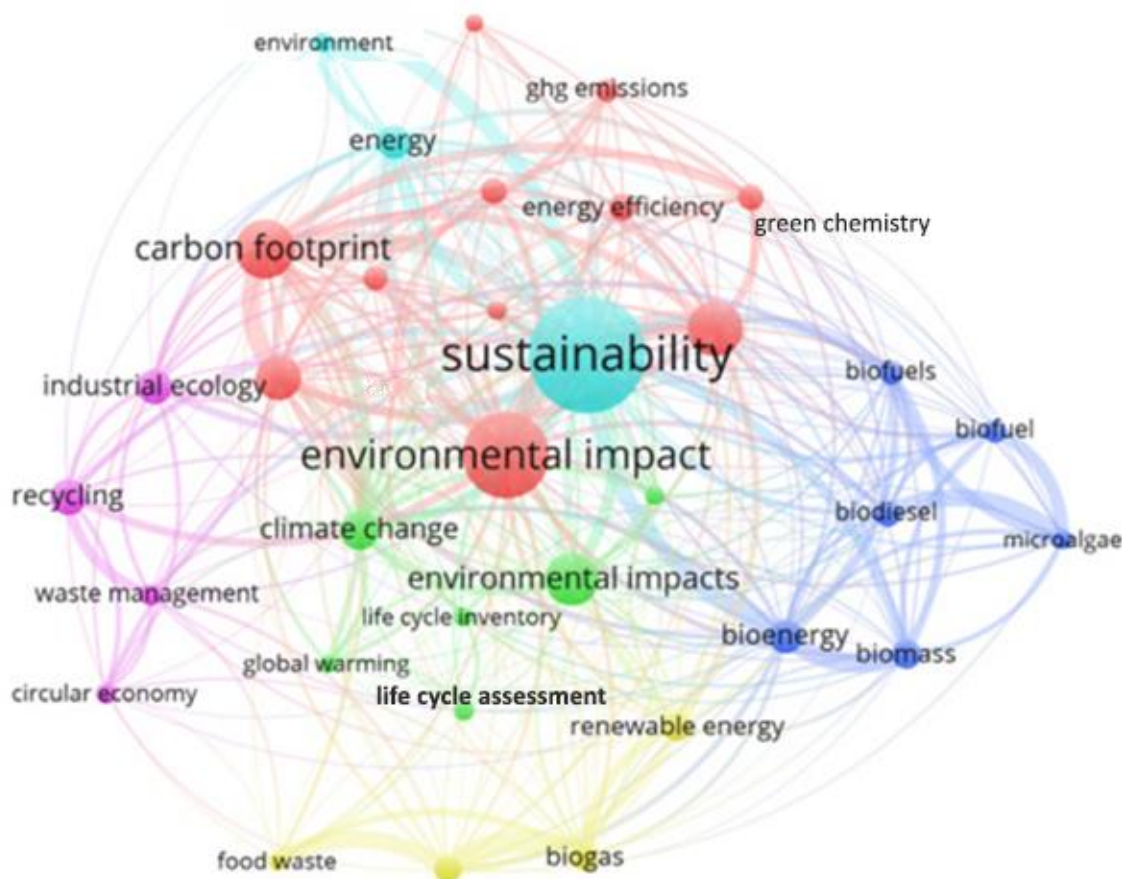 environment
ghg emissions
energy
energy efficiency
green chemistry
carbon footprint
sustainability
industrial ecology
biofuels
biofuel
environmental impact
recycling
climate change
biodiesel
microalgae
environmental impacts
waste management
life cycle inventory
bioenergy
biomass
global warming
circular economy
life cycle assessment
renewable energy
food waste
biogas